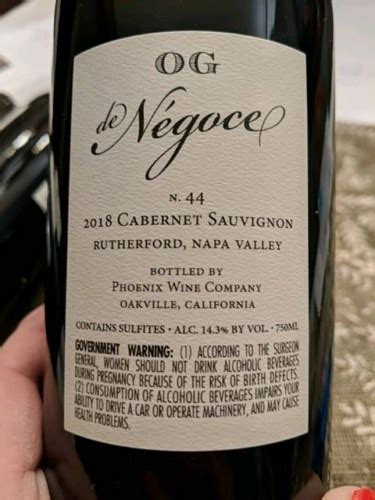 OG
de Négoce
N. 44
2018 CABERNET SAUVIGNON
RUTHERFORD, NAPA VALLEY
BOTTLED BY
PHOENIX WINE COMPANY
OAKVILLE, CALIFORNIA
CONTAINS SULFITES • ALC. 14.3% BY VOL. • 750ML
GOVERNMENT WARNING: (1) ACCORDING TO THE SURGEON
GENERAL, WOMEN SHOULD NOT DRINK ALCOHOLIC BEVERAGES
DURING PREGNANCY BECAUSE OF THE RISK OF BIRTH DEFECTS.
(2) CONSUMPTION OF ALCOHOLIC BEVERAGES IMPAIRS YOUR
ABILITY TO DRIVE A CAR OR OPERATE MACHINERY, AND MAY CAUSE
HEALTH PROBLEMS.